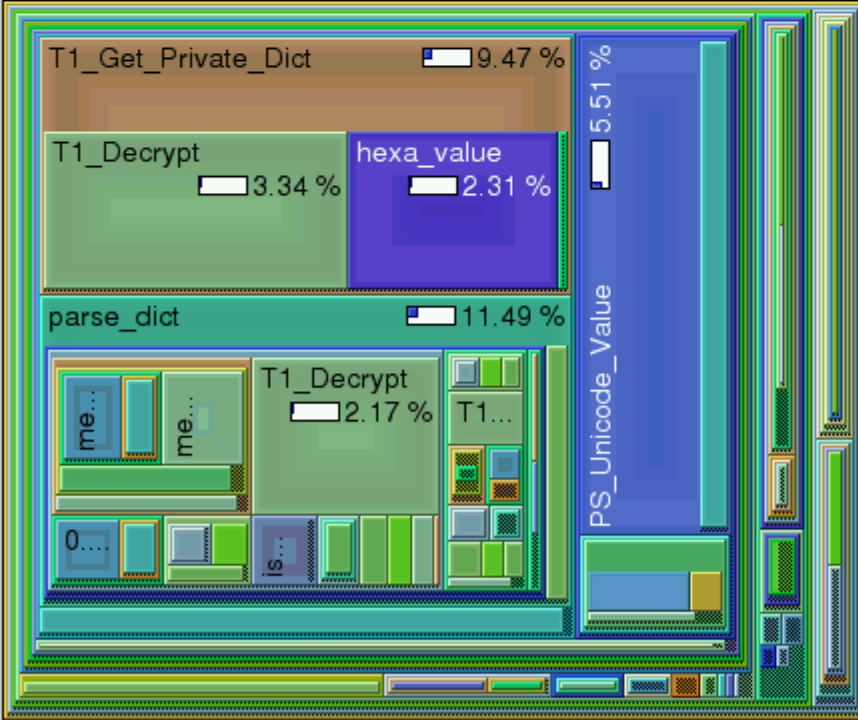 T1_Get_Private_Dict 9.47 %
T1_Decrypt
3.34 %
hexa_value
2.31 %
PS_Unicode_Value 5.51 %
parse_dict 11.49 %
me...
me...
T1_Decrypt
2.17 %
T1...
0....
is...